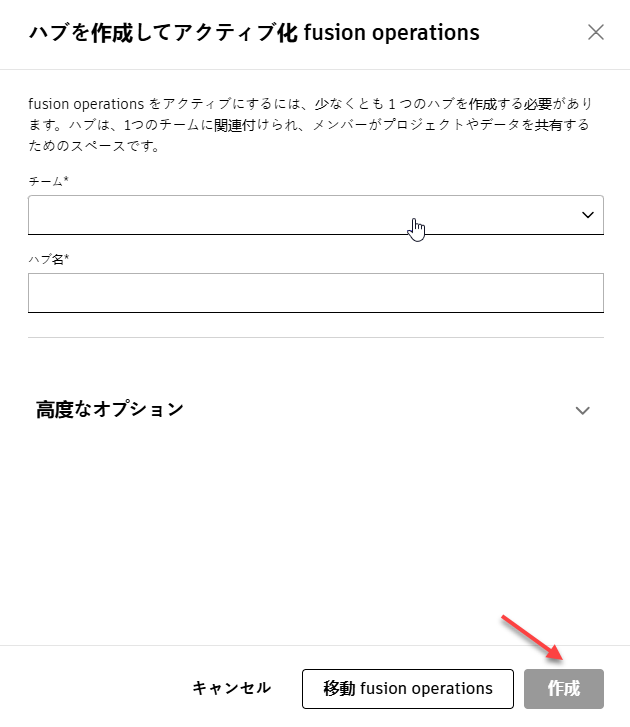 ハブを作成してアクティブ化 fusion operations
fusion operations をアクティブにするには、少なくとも 1 つのハブを作成する必要があり
ます。ハブは、1つのチームに関連付けられ、メンバーがプロジェクトやデータを共有する
ためのスペースです。
チーム*
ハブ名*
高度なオプション
キャンセル
移動 fusion operations
作成